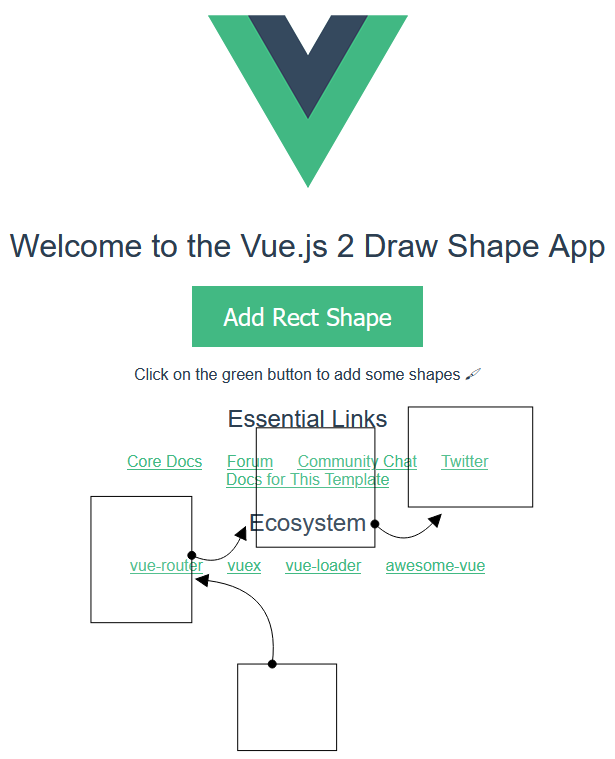 Welcome to the Vue.js 2 Draw Shape App
Add Rect Shape
Click on the green button to add some shapes 🖌
Essential Links
Core Docs Forum Community Chat Twitter
Docs for This Template
Ecosystem
vue-router vuex vue-loader awesome-vue